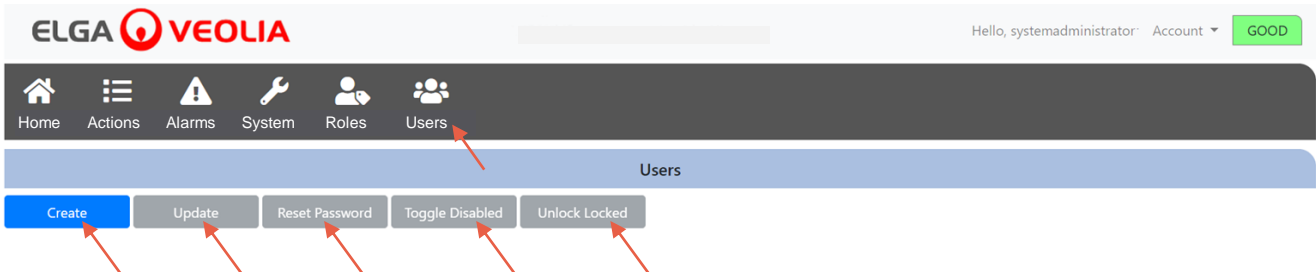 ELGA VEOLIA
Hello, systemadministrator Account GOOD
Home Actions Alarms System Roles Users
Users
Create Update Reset Password Toggle Disabled Unlock Locked